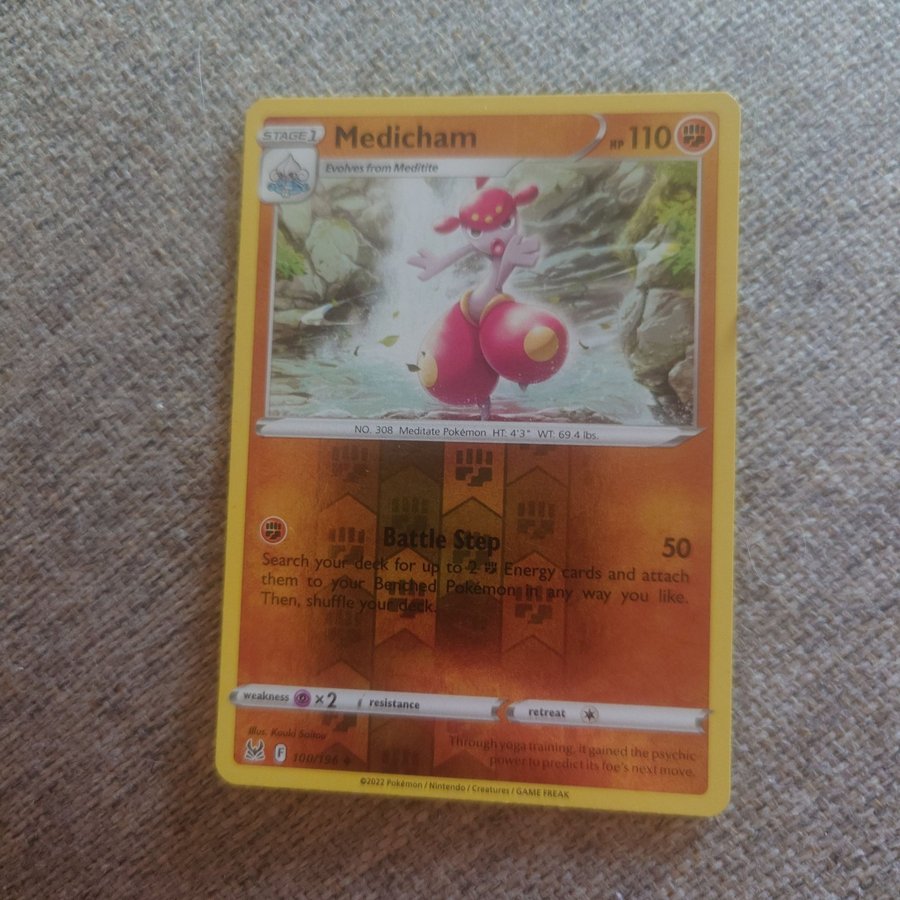 STAGE 1 Medicham HP 110
Evolves from Meditite
NO. 308 Meditate Pokémon HT: 4'3" WT: 69.4 lbs.
Battle Step 50
Search your deck for up to 2 Energy cards and attach
them to your Benched Pokémon in any way you like.
Then, shuffle your deck.
weakness ×2 resistance retreat
Illus. Kouki Saitou
Through yoga training, it gained the psychic
power to predict its foe's next move.
F 100/196
©2022 Pokémon / Nintendo / Creatures / GAME FREAK